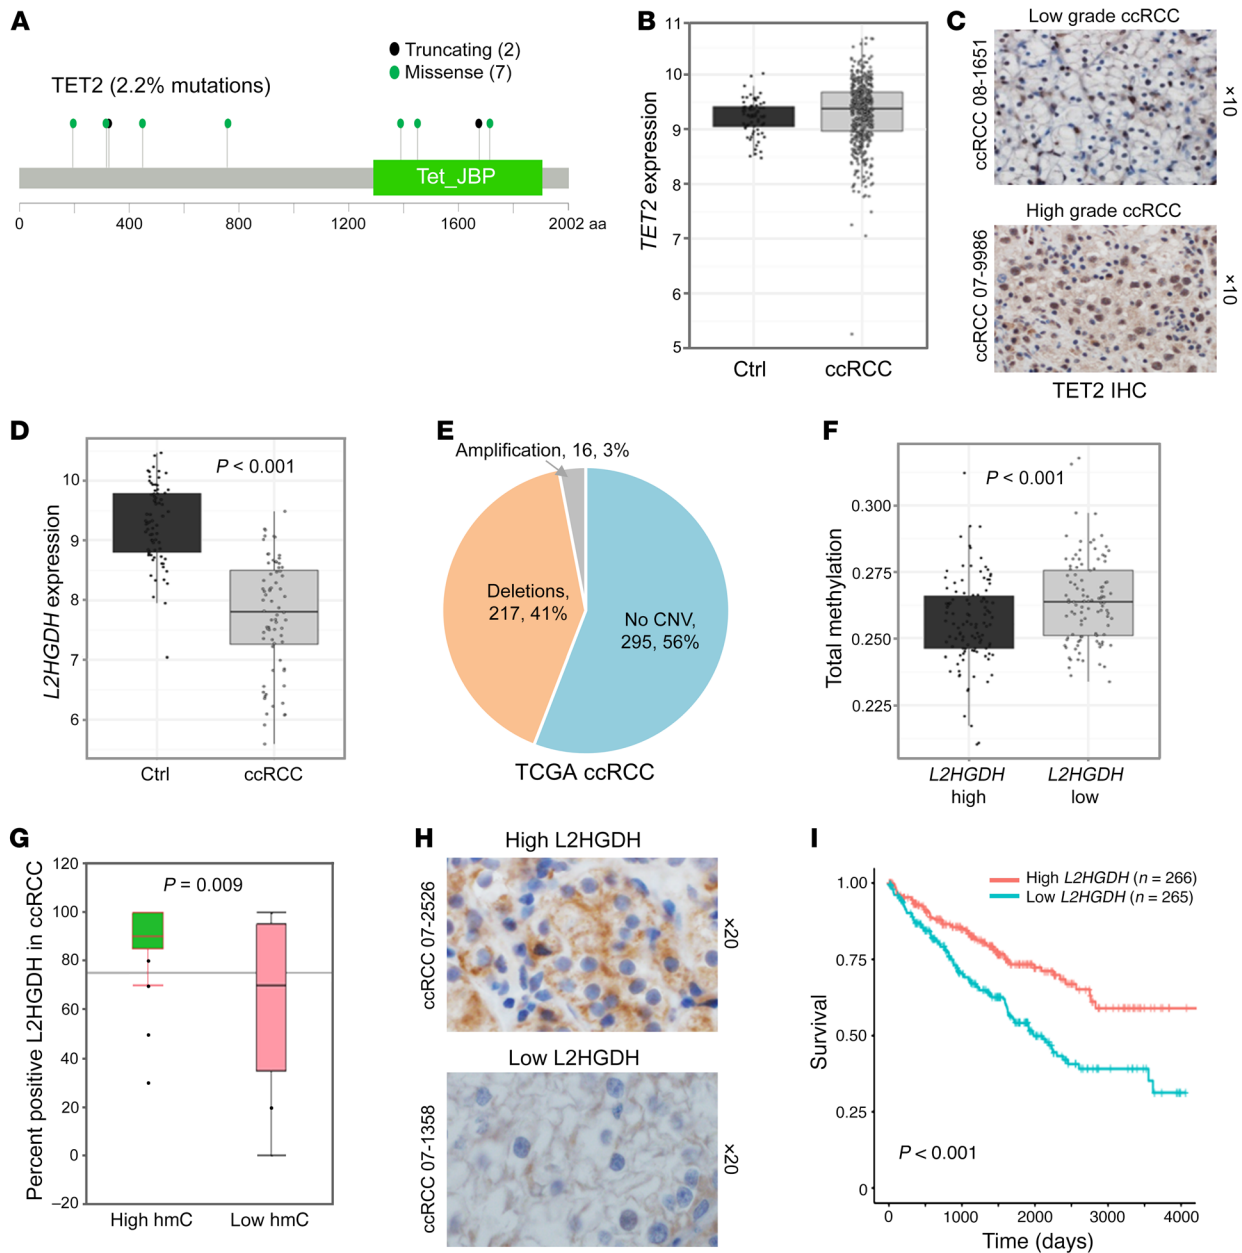 A
TET2 (2.2% mutations)
Truncating (2)
Missense (7)
Tet_JBP
0
400
800
1200
1600
2002 aa
B
TET2 expression
11
10
9
8
7
6
5
Ctrl
ccRCC
C
Low grade ccRCC
ccRCC 08-1651
×10
High grade ccRCC
ccRCC 07-9986
×10
TET2 IHC
D
L2HGDH expression
P < 0.001
10
9
8
7
6
Ctrl
ccRCC
E
Amplification, 16, 3%
Deletions,
217, 41%
No CNV,
295, 56%
TCGA ccRCC
F
Total methylation
P < 0.001
0.300
0.275
0.250
0.225
L2HGDH
high
L2HGDH
low
G
Percent positive L2HGDH in ccRCC
P = 0.009
120
100
80
60
40
20
0
–20
High hmC
Low hmC
H
High L2HGDH
ccRCC 07-2526
×20
Low L2HGDH
ccRCC 07-1358
×20
I
Survival
High L2HGDH (n = 266)
Low L2HGDH (n = 265)
1.00
0.75
0.50
0.25
0
P < 0.001
0
1000
2000
3000
4000
Time (days)